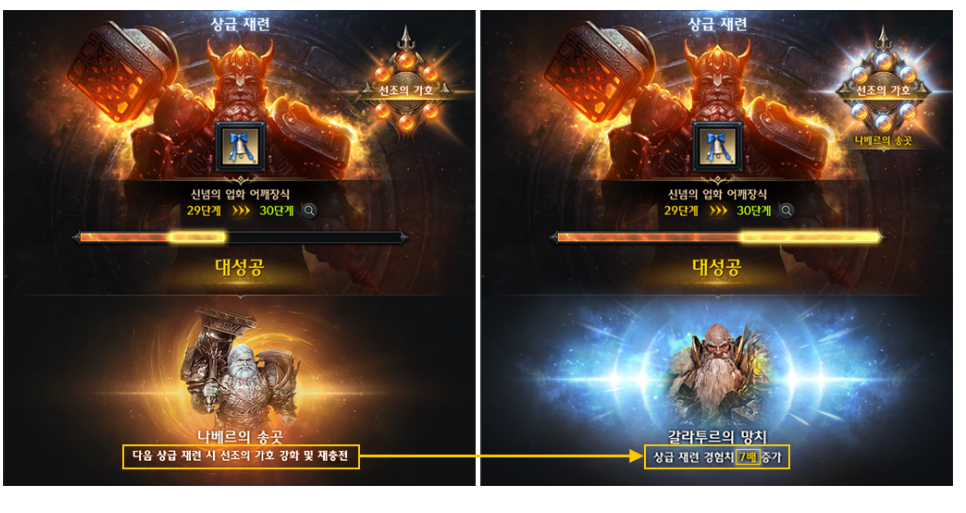 상급 재련
선조의 가호
신념의 업화 어깨장식
29단계 >>> 30단계
대성공
나베르의 송곳
다음 상급 재련 시 선조의 가호 강화 및 재충전
상급 재련
선조의 가호
나베르의 송곳
신념의 업화 어깨장식
29단계 >>> 30단계
대성공
갈라투르의 망치
상급 재련 경험치 7배 증가